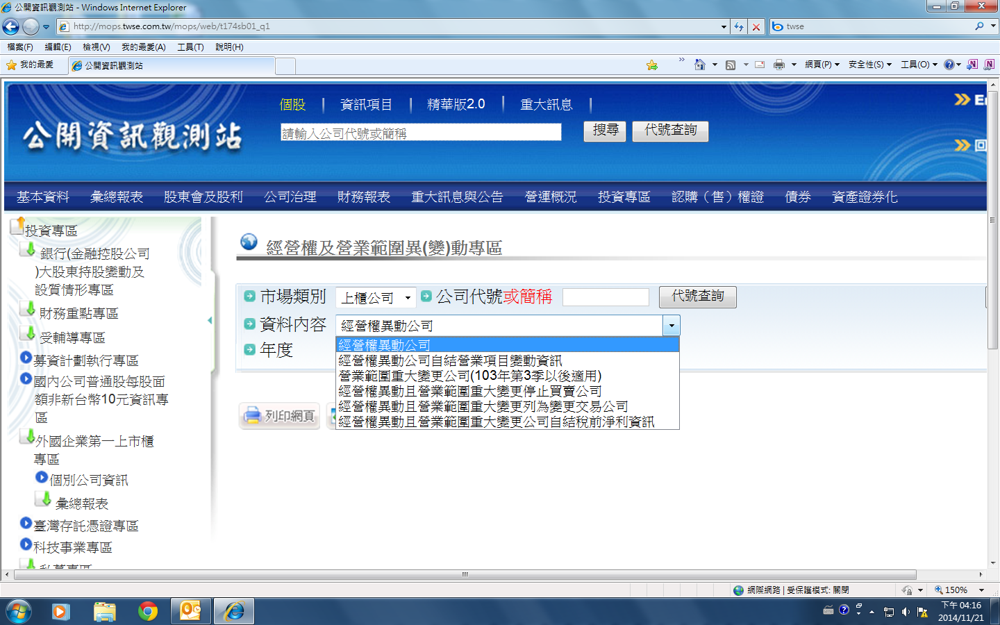 公開資訊觀測站 - Windows Internet Explorer
http://mops.twse.com.tw/mops/web/t174sb01_q1
twse
檔案(F) 編輯(E) 檢視(V) 我的最愛(A) 工具(T) 說明(H)
我的最愛 公開資訊觀測站 網頁(P) 安全性(S) 工具(O)
個股 資訊項目 精華版2.0 重大訊息
公開資訊觀測站
請輸入公司代號或簡稱 搜尋 代號查詢
基本資料 彙總報表 股東會及股利 公司治理 財務報表 重大訊息與公告 營運概況 投資專區 認購（售）權證 債券 資產證券化
投資專區
銀行(金融控股公司
)大股東持股變動及
設質情形專區
財務重點專區
受輔導專區
募資計劃執行專區
國內公司普通股每股面
額非新台幣10元資訊專
區
外國企業第一上市櫃
專區
個別公司資訊
彙總報表
臺灣存託憑證專區
科技事業專區
私募專區
經營權及營業範圍異(變)動專區
市場類別 上櫃公司 公司代號或簡稱 代號查詢
資料內容 經營權異動公司
年度
經營權異動公司
經營權異動公司自結營業項目變動資訊
營業範圍重大變更公司(103年第3季以後適用)
經營權異動且營業範圍重大變更停止買賣公司
經營權異動且營業範圍重大變更列為變更交易公司
經營權異動且營業範圍重大變更公司自結稅前淨利資訊
列印網頁
網際網路 | 受保護模式: 關閉
150%
下午 04:16
2014/11/21